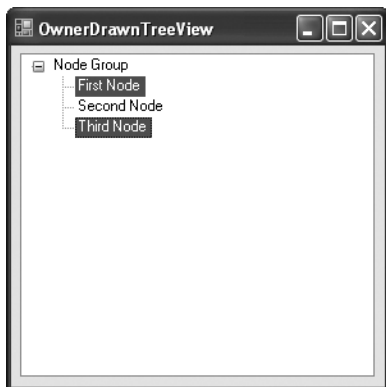 OwnerDrawnTreeView
Node Group
First Node
Second Node
Third Node